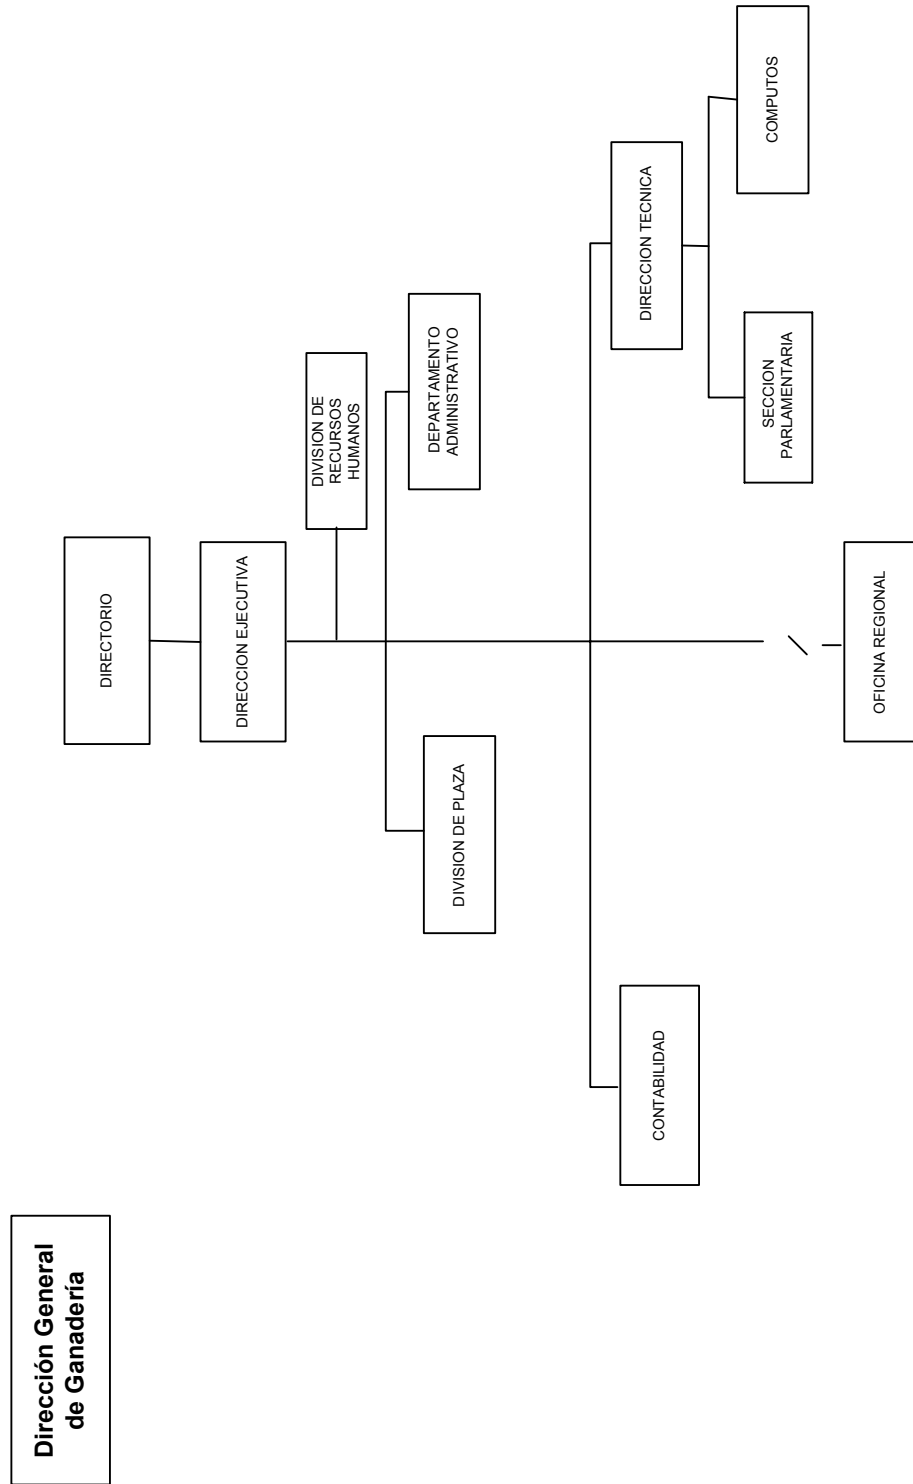 Dirección General
de Ganadería
DIRECTORIO
DIRECCION EJECUTIVA
DIVISION DE
RECURSOS
HUMANOS
DIVISION DE PLAZA
DEPARTAMENTO
ADMINISTRATIVO
CONTABILIDAD
DIRECCION TECNICA
SECCION
PARLAMENTARIA
COMPUTOS
OFICINA REGIONAL